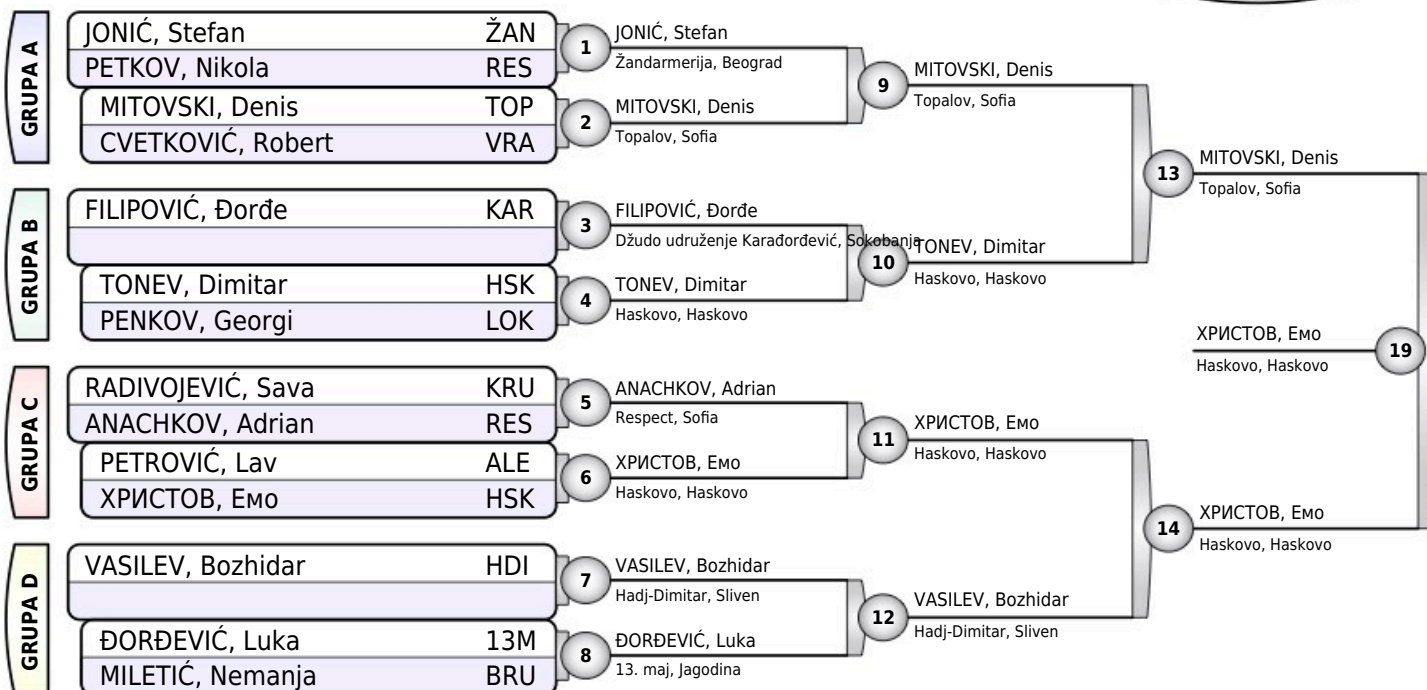 GRUPA A
JONIĆ, Stefan ŽAN
PETKOV, Nikola RES
MITOVSKI, Denis TOP
CVETKOVIĆ, Robert VRA
1
JONIĆ, Stefan
Žandarmerija, Beograd
2
MITOVSKI, Denis
Topalov, Sofia
9
MITOVSKI, Denis
Topalov, Sofia
GRUPA B
FILIPOVIĆ, Đorđe KAR
TONEV, Dimitar HSK
PENKOV, Georgi LOK
3
FILIPOVIĆ, Đorđe
Džudo udruženje Karađorđević, Sokobanja
4
TONEV, Dimitar
Haskovo, Haskovo
10
TONEV, Dimitar
Haskovo, Haskovo
13
MITOVSKI, Denis
Topalov, Sofia
GRUPA C
RADIVOJEVIĆ, Sava KRU
ANACHKOV, Adrian RES
PETROVIĆ, Lav ALE
ХРИСТОВ, Емо HSK
5
ANACHKOV, Adrian
Respect, Sofia
6
ХРИСТОВ, Емо
Haskovo, Haskovo
11
ХРИСТОВ, Емо
Haskovo, Haskovo
GRUPA D
VASILEV, Bozhidar HDI
ĐORĐEVIĆ, Luka 13M
MILETIĆ, Nemanja BRU
7
VASILEV, Bozhidar
Hadj-Dimitar, Sliven
8
ĐORĐEVIĆ, Luka
13. maj, Jagodina
12
VASILEV, Bozhidar
Hadj-Dimitar, Sliven
14
ХРИСТОВ, Емо
Haskovo, Haskovo
ХРИСТОВ, Емо
Haskovo, Haskovo
19